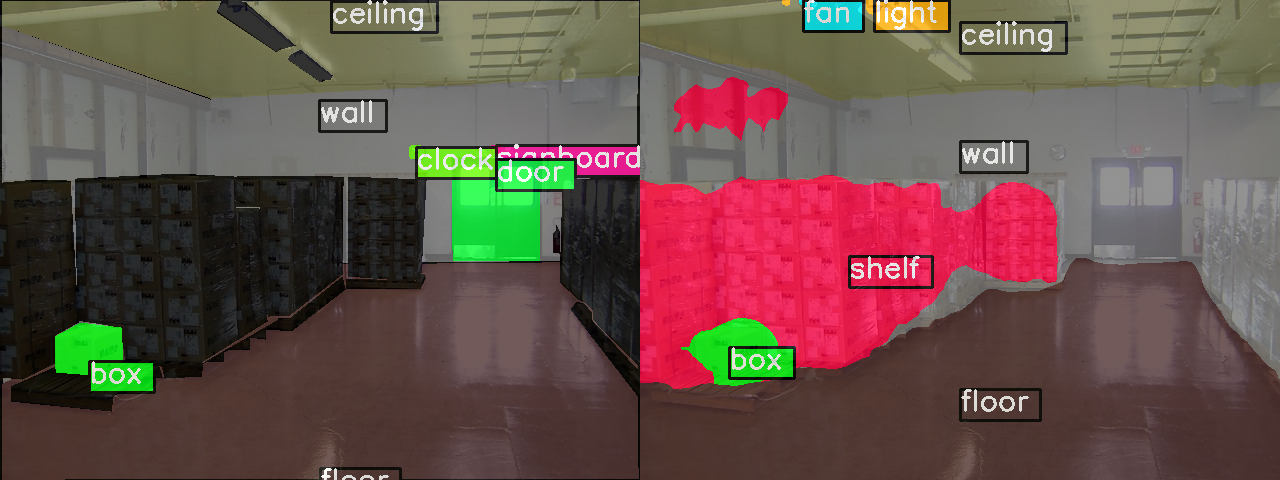 ceiling
wall
clock
signboard
door
box
floor
fan
light
ceiling
wall
shelf
box
floor